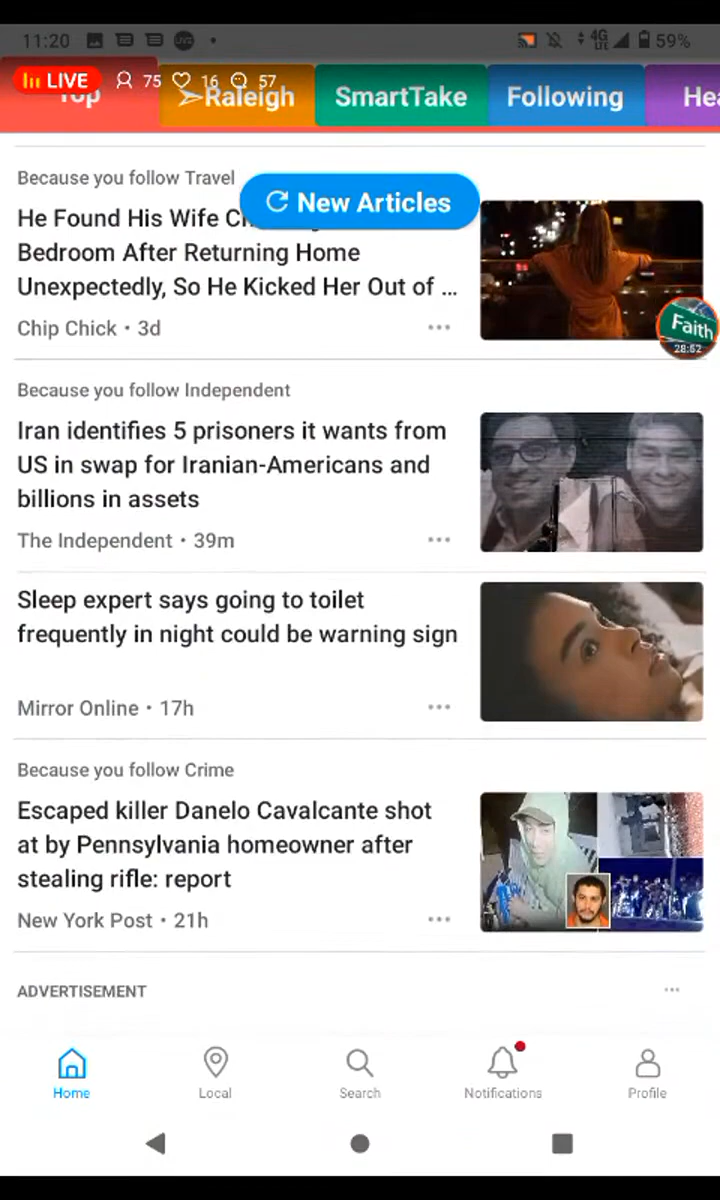 11:20
4G
LTE
59%
LIVE 75 16 57
Top
Raleigh
SmartTake
Following
Hea
Because you follow Travel
New Articles
He Found His Wife
Bedroom After Returning Home
Unexpectedly, So He Kicked Her Out of ...
Chip Chick • 3d
Faith
28:52
Because you follow Independent
Iran identifies 5 prisoners it wants from
US in swap for Iranian-Americans and
billions in assets
The Independent • 39m
Sleep expert says going to toilet
frequently in night could be warning sign
Mirror Online • 17h
Because you follow Crime
Escaped killer Danelo Cavalcante shot
at by Pennsylvania homeowner after
stealing rifle: report
New York Post • 21h
ADVERTISEMENT
Home
Local
Search
Notifications
Profile